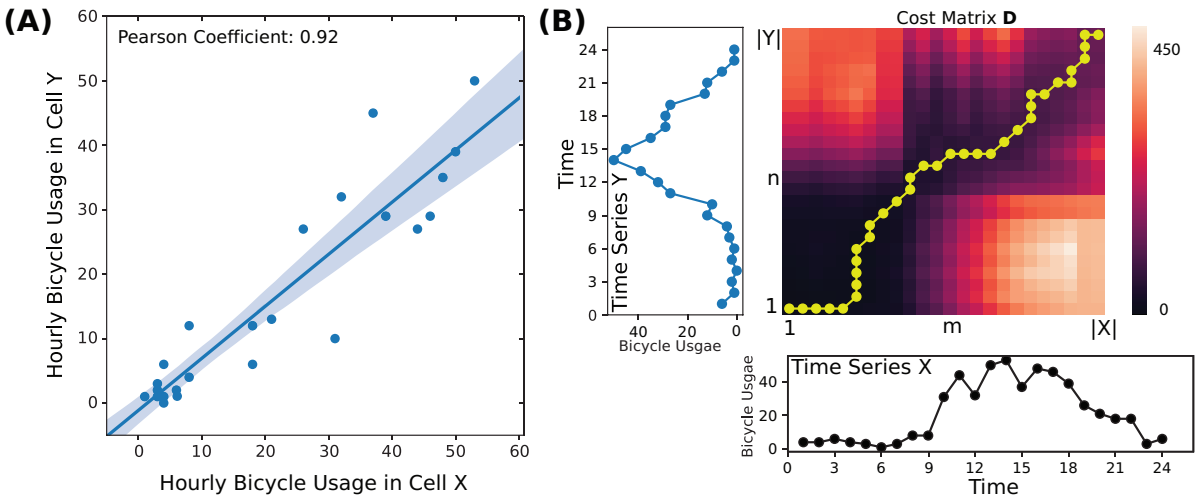 (A)
Pearson Coefficient: 0.92
60
50
40
30
20
10
0
Hourly Bicycle Usage in Cell Y
0 10 20 30 40 50 60
Hourly Bicycle Usage in Cell X
(B)
24
21
18
15
12
9
6
3
0
Time
Time Series Y
40 20 0
Bicycle Usgae
Cost Matrix D
|Y|
n
1
1 m |X|
450
0
Time Series X
40
20
0
Bicycle Usgae
0 3 6 9 12 15 18 21 24
Time